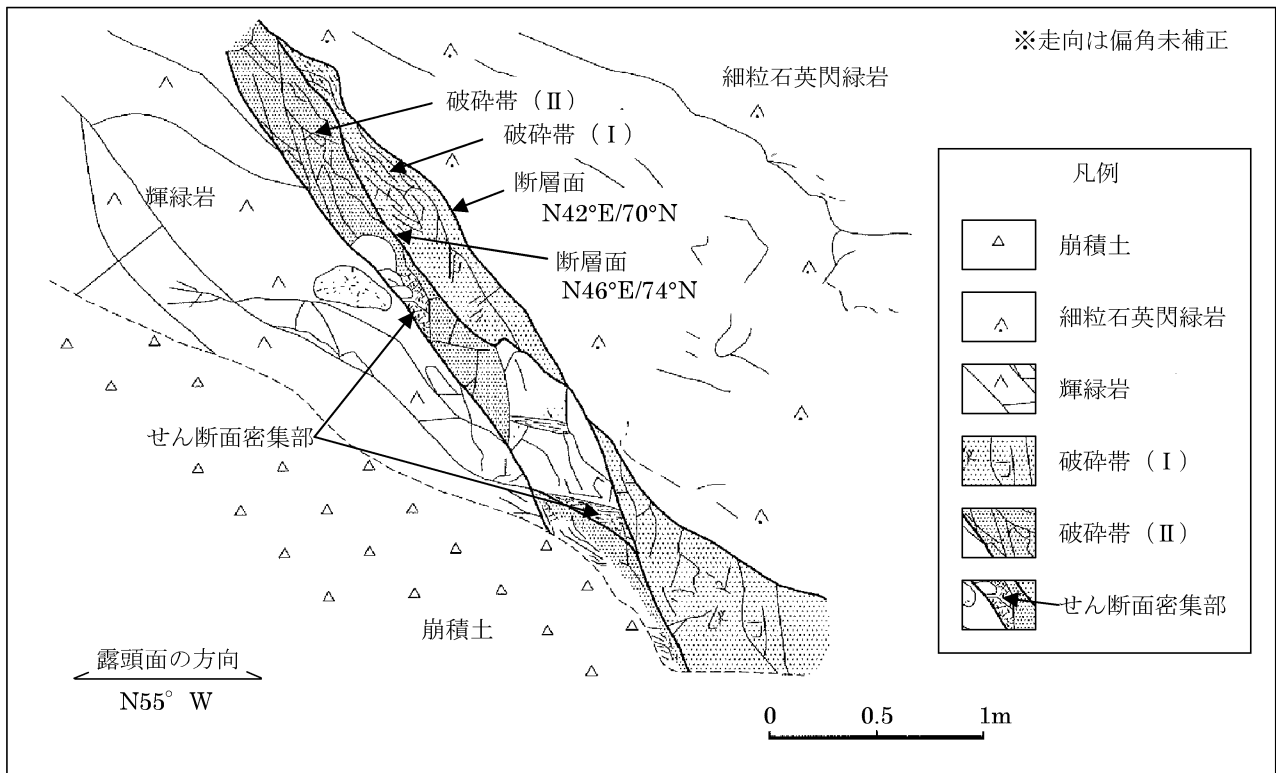 ※走向は偏角未補正
細粒石英閃緑岩
破砕帯（Ⅱ）
破砕帯（Ⅰ）
断層面
N42°E/70°N
輝緑岩
断層面
N46°E/74°N
せん断面密集部
崩積土
露頭面の方向
N55° W
凡例
崩積土
細粒石英閃緑岩
輝緑岩
破砕帯（Ⅰ）
破砕帯（Ⅱ）
せん断面密集部
0 0.5 1m